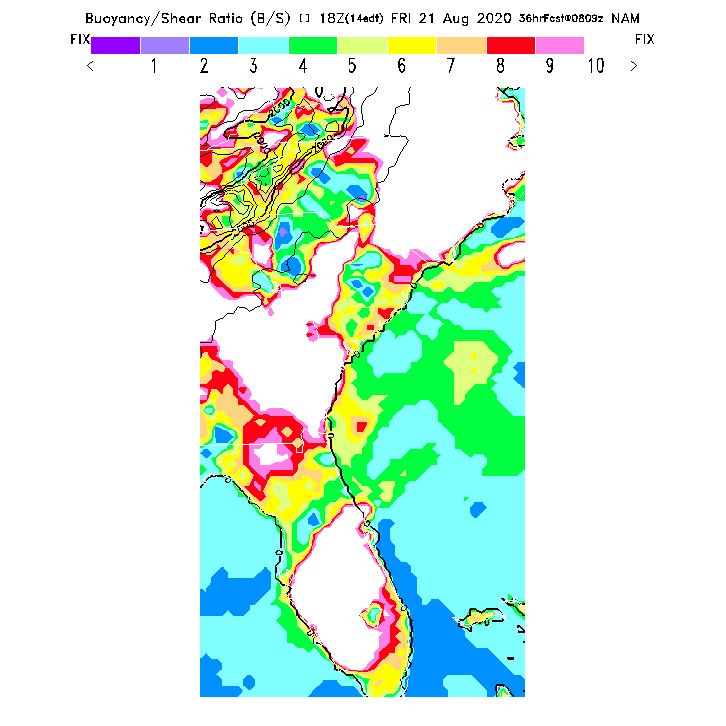 Buoyancy/Shear Ratio (B/S) [] 18Z(14edt) FRI 21 Aug 2020 36hrFcst@0809z NAM
FIX FIX
< 1 2 3 4 5 6 7 8 9 10 >